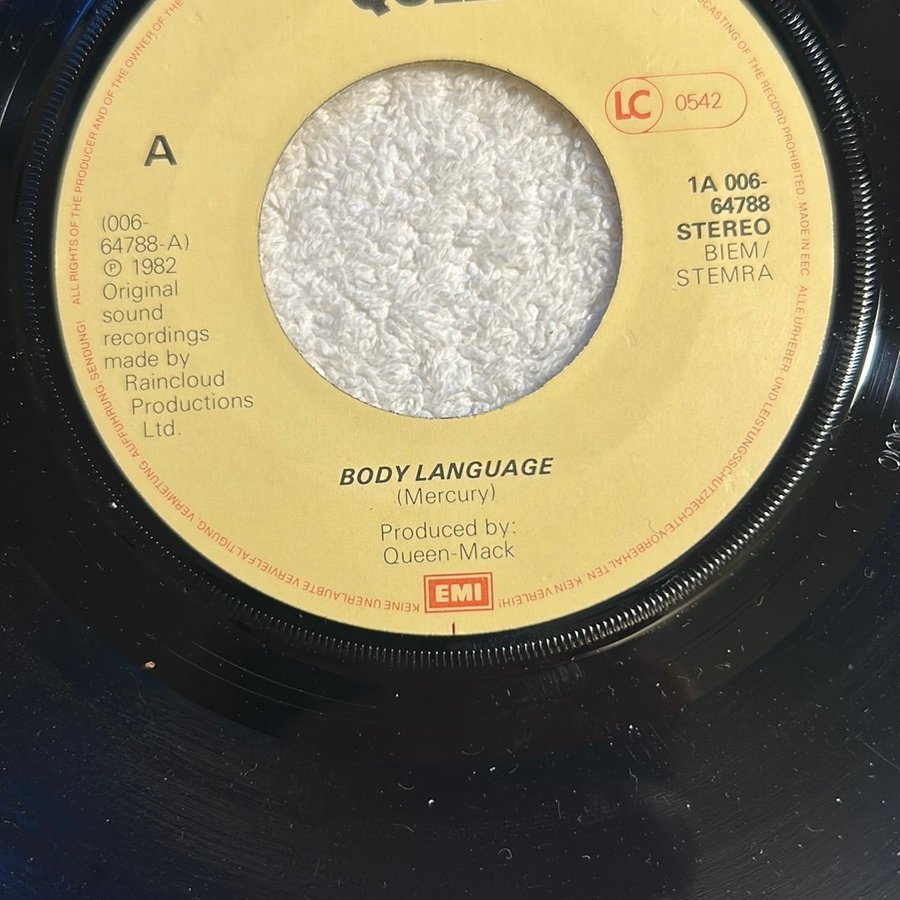 A
(006-
64788-A)
Ⓟ 1982
Original
sound
recordings
made by
Raincloud
Productions
Ltd.
LC 0542
1A 006-
64788
STEREO
BIEM/
STEMRA
BODY LANGUAGE
(Mercury)
Produced by:
Queen-Mack
EMI
ALL RIGHTS OF THE PRODUCER AND OF THE OWNER OF THE
CASTING OF THE RECORD PROHIBITED MADE IN EEC ALLE URHEBER- UND LEISTUNGSSCHUTZRECHTE VORBEHALTEN KEIN VERLEIH!
KEINE UNERLAUBTE VERVIELFÄLTIGUNG, VERMIETUNG, AUFFÜHRUNG, SENDUNG!